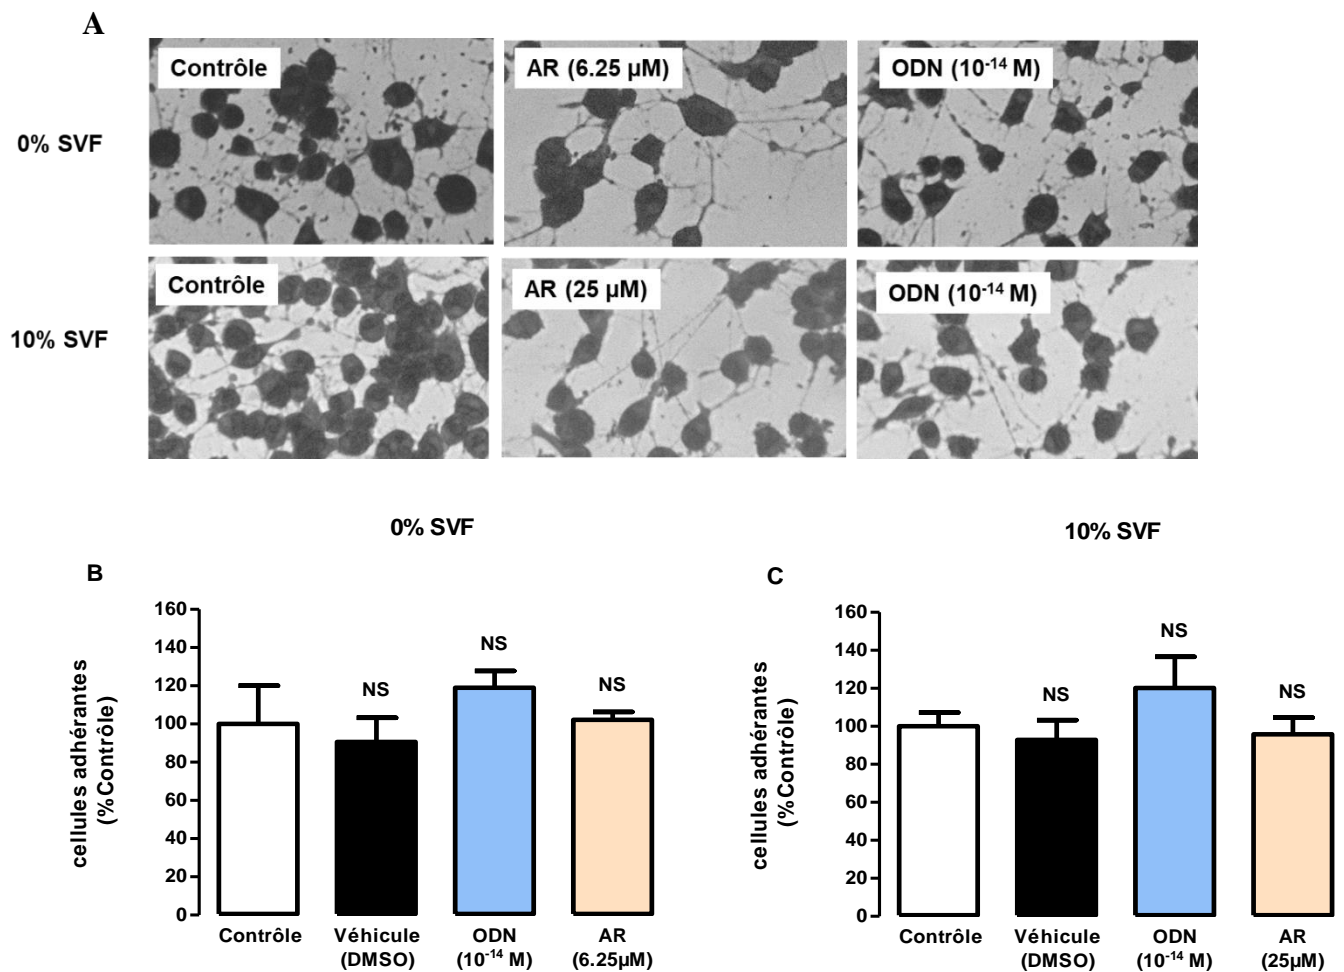 A
Contrôle
AR (6.25 µM)
ODN (10⁻¹⁴ M)
0% SVF
Contrôle
AR (25 µM)
ODN (10⁻¹⁴ M)
10% SVF
0% SVF
10% SVF
B
cellules adhérantes
(%Contrôle)
160
140
120
100
80
60
40
20
0
NS
NS
NS
Contrôle
Véhicule
(DMSO)
ODN
(10⁻¹⁴ M)
AR
(6.25µM)
C
cellules adhérantes
(%Contrôle)
160
140
120
100
80
60
40
20
0
NS
NS
NS
Contrôle
Véhicule
(DMSO)
ODN
(10⁻¹⁴ M)
AR
(25µM)